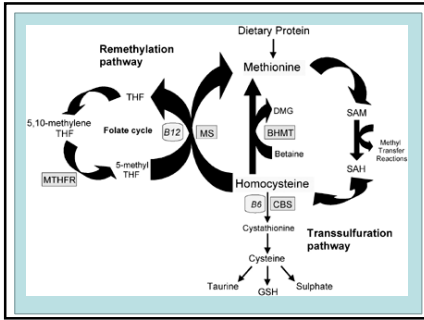 Dietary Protein
Remethylation
pathway
Methionine
THF
DMG
SAM
5,10-methylene
THF
Folate cycle
B12
MS
BHMT
Methyl
Transfer
Reactions
5-methyl
THF
Betaine
SAH
MTHFR
Homocysteine
B6
CBS
Cystathionine
Transsulfuration
pathway
Cysteine
Taurine
GSH
Sulphate